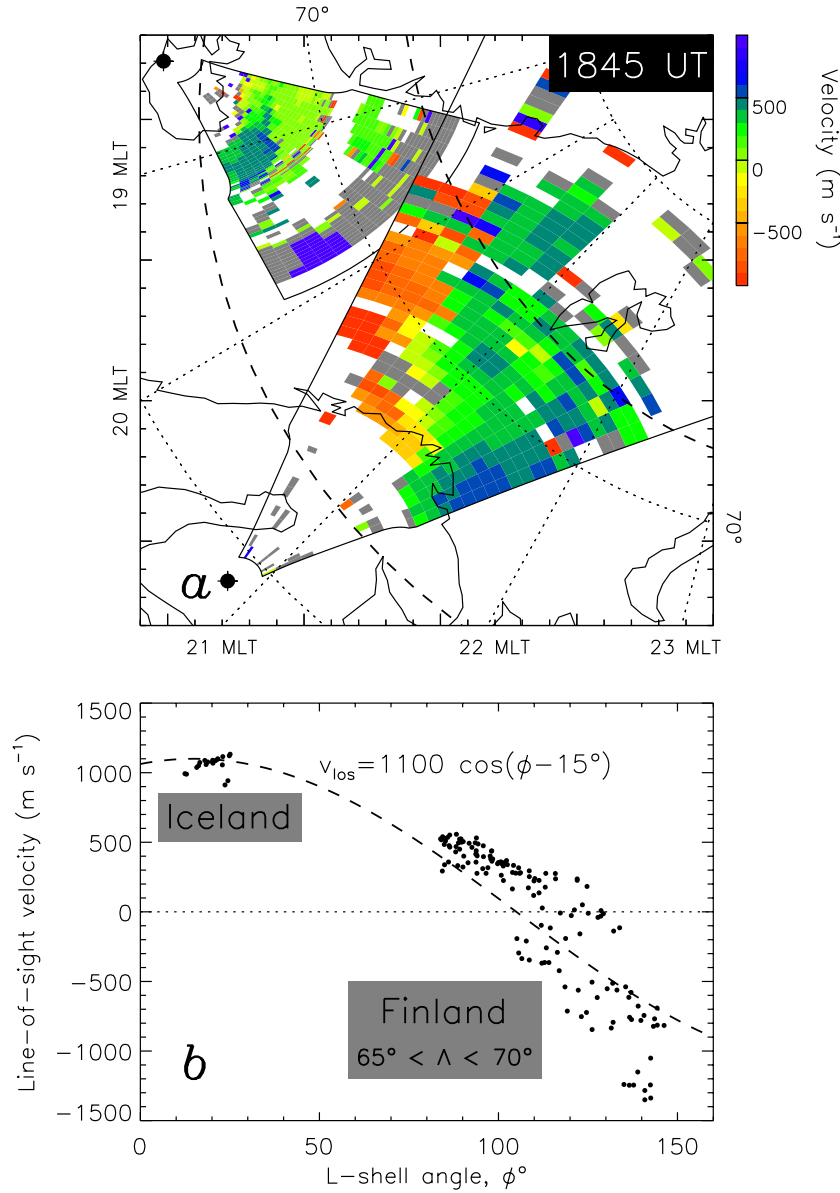 70°
1845 UT
Velocity (m s⁻¹)
500
0
−500
19 MLT
20 MLT
70°
a
21 MLT
22 MLT
23 MLT
Line−of−sight velocity (m s⁻¹)
1500
1000
500
0
−500
−1000
−1500
v_los=1100 cos(ϕ−15°)
Iceland
Finland
65° < Λ < 70°
b
0
50
100
150
L−shell angle, ϕ°